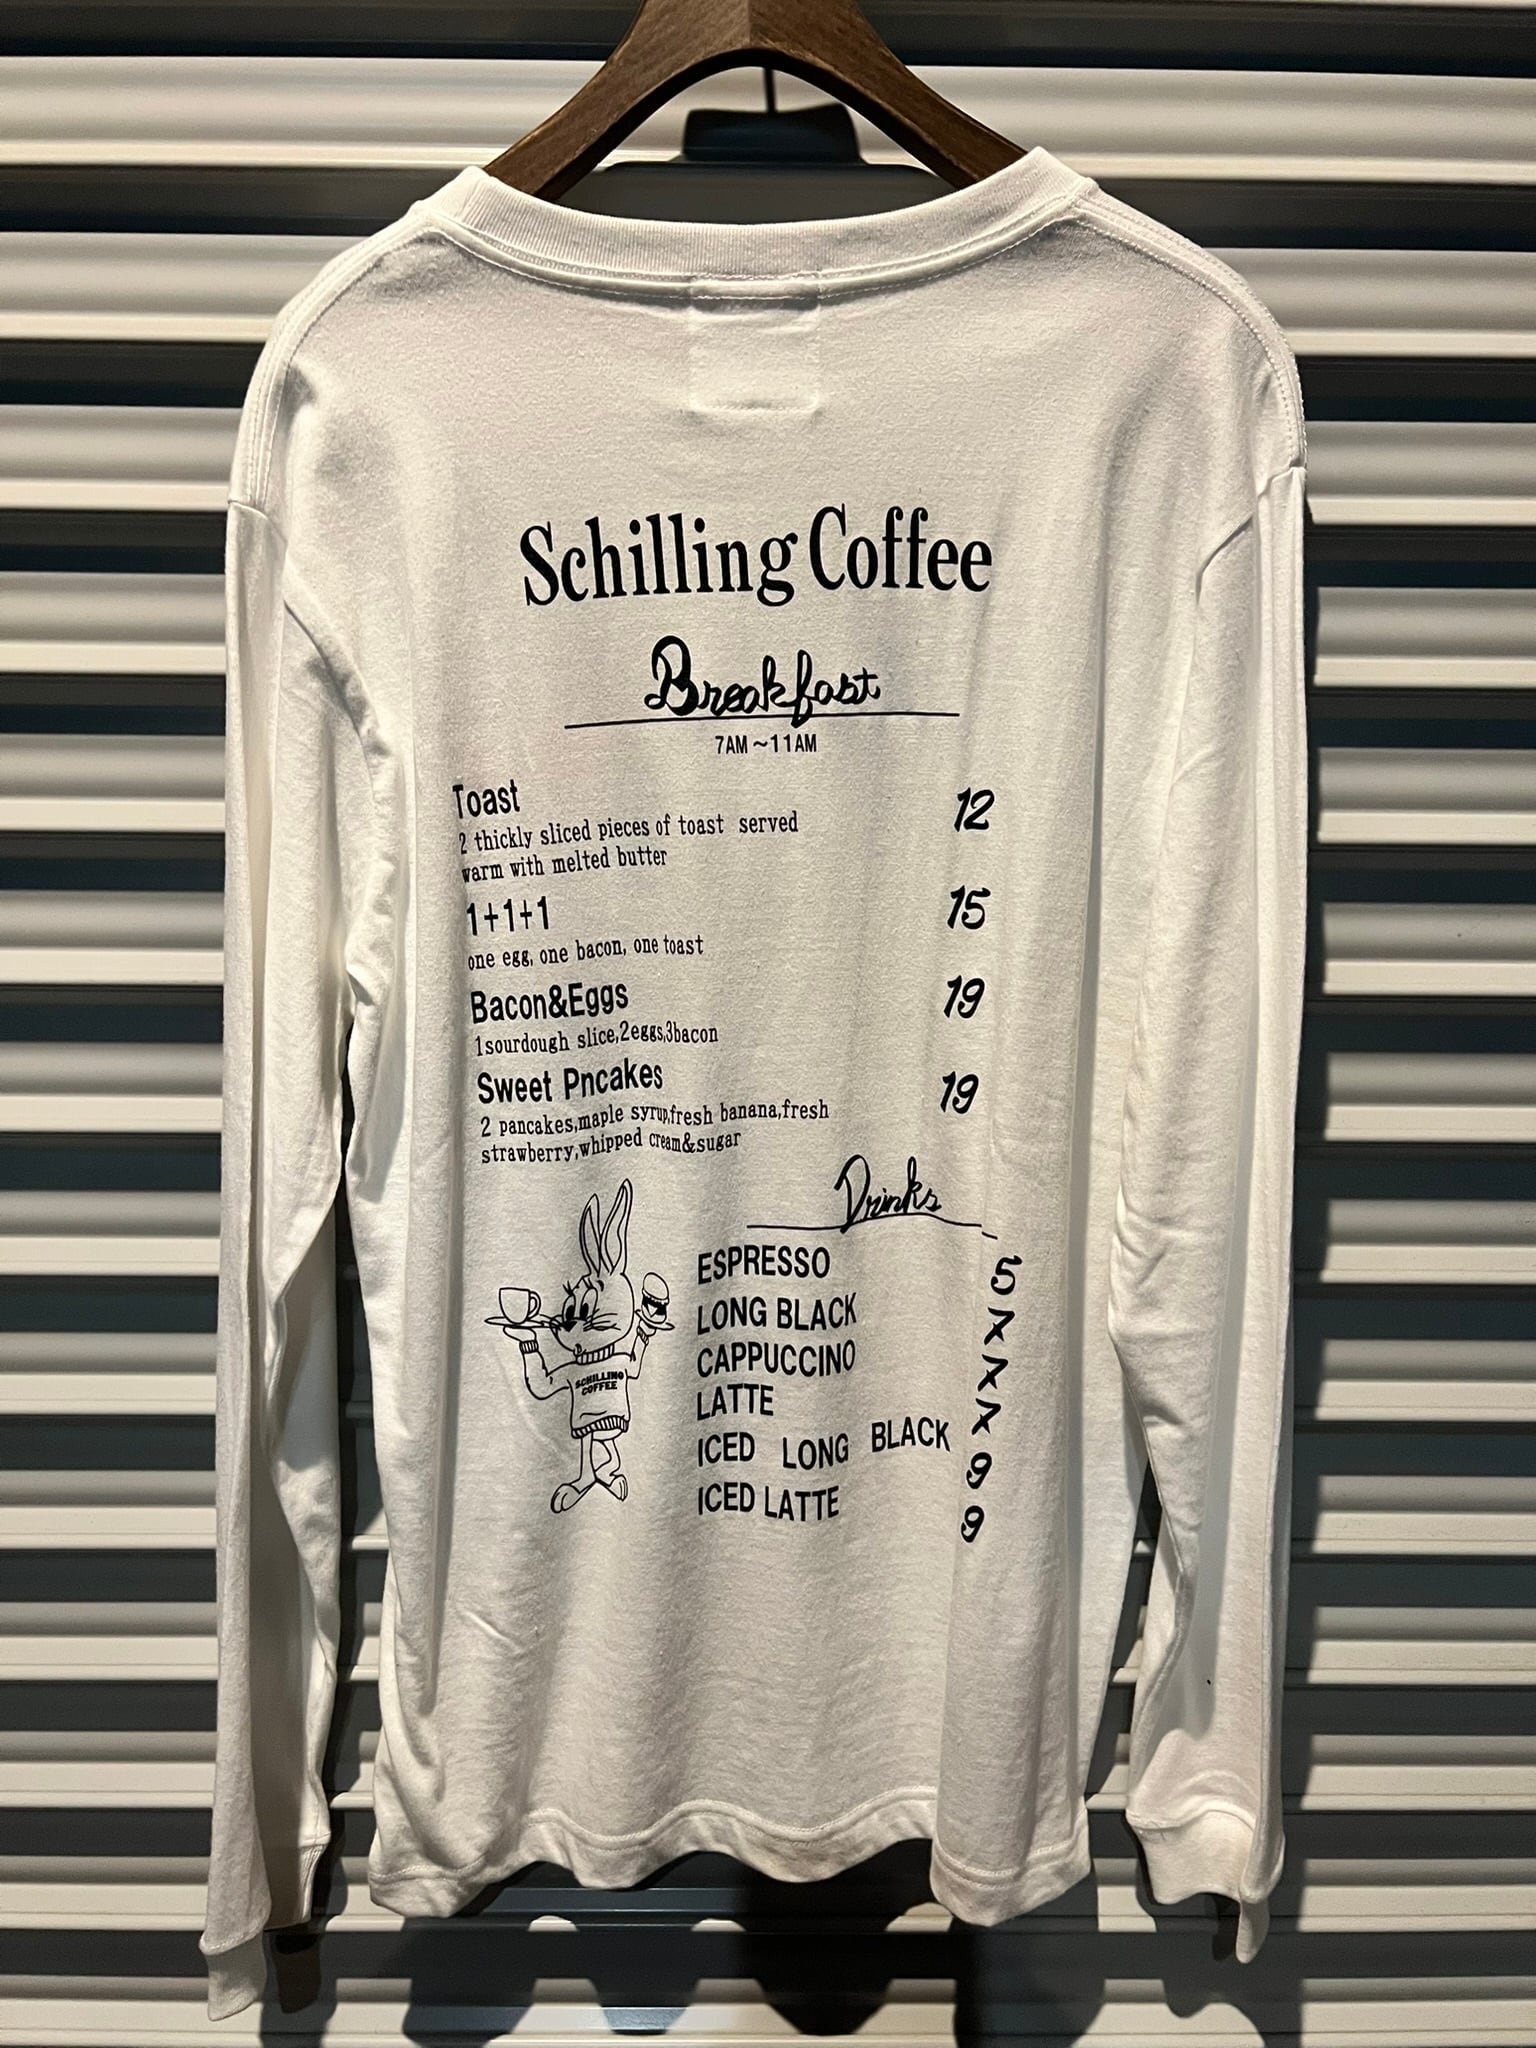 Schilling Coffee
Breakfast
7AM~11AM
Toast 12
2 thickly sliced pieces of toast served
warm with melted butter
1+1+1 15
one egg, one bacon, one toast
Bacon&Eggs 19
1sourdough slice,2eggs,3bacon
Sweet Pncakes 19
2 pancakes,maple syrup,fresh banana,fresh
strawberry,whipped cream&sugar
Drinks
ESPRESSO 5
LONG BLACK 7
CAPPUCCINO 7
LATTE 7
ICED LONG BLACK 9
ICED LATTE 9
SCHILLING
COFFEE